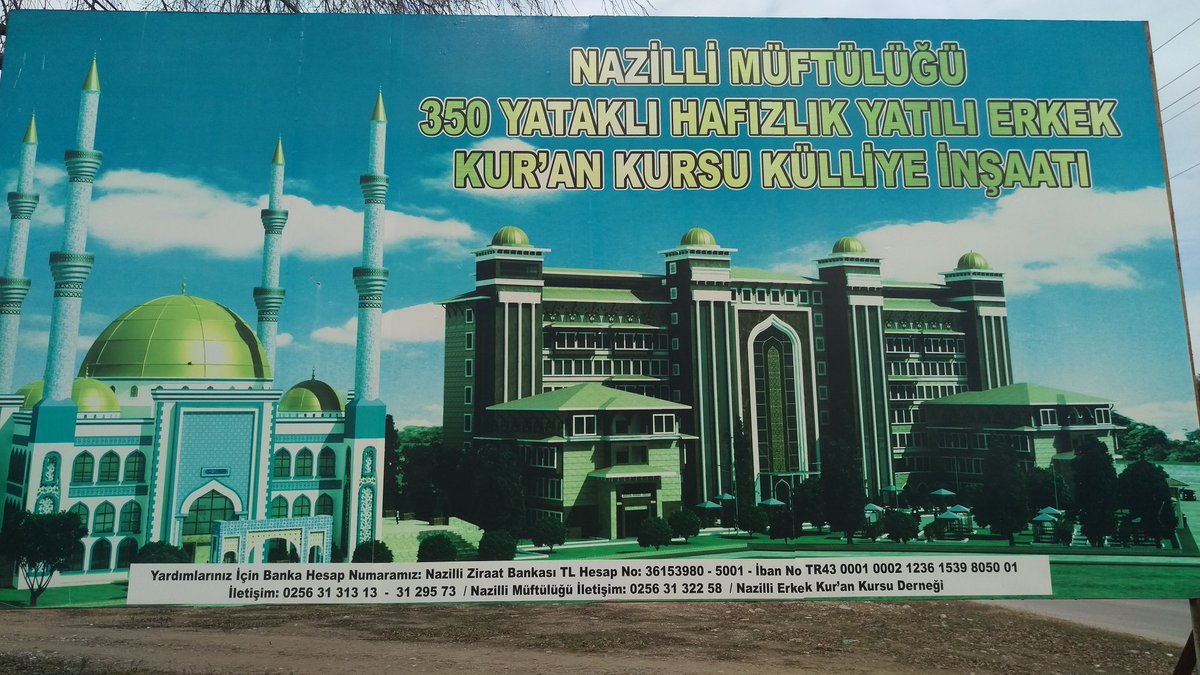 NAZİLLİ MÜFTÜLÜĞÜ
350 YATAKLI HAFIZLIK YATILI ERKEK
KUR'AN KURSU KÜLLİYE İNŞAATI
Yardımlarınız İçin Banka Hesap Numaramız: Nazilli Ziraat Bankası TL Hesap No: 36153980 - 5001 - İban No TR43 0001 0002 1236 1539 8050 01
İletişim: 0256 31 313 13 - 31 295 73 / Nazilli Müftülüğü İletişim: 0256 31 322 58 / Nazilli Erkek Kur'an Kursu Derneği